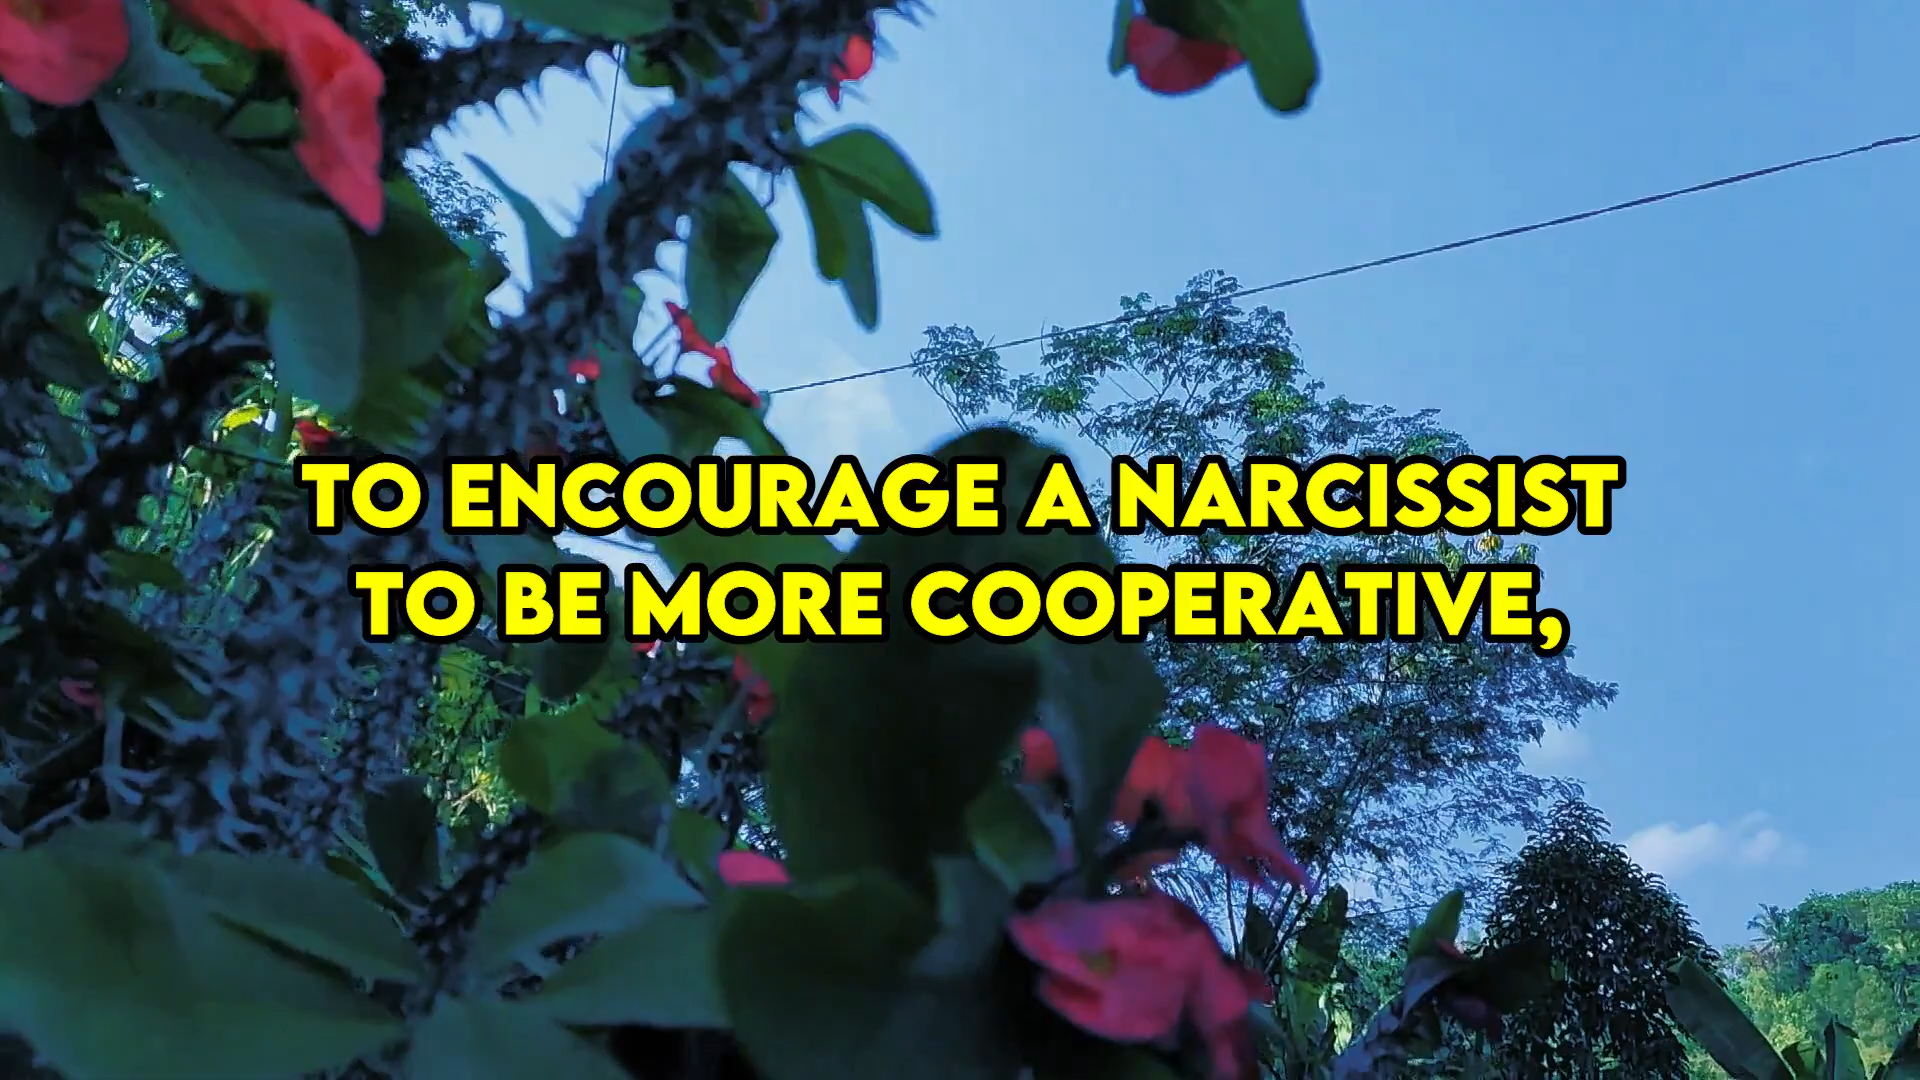 TO ENCOURAGE A NARCISSIST
TO BE MORE COOPERATIVE,